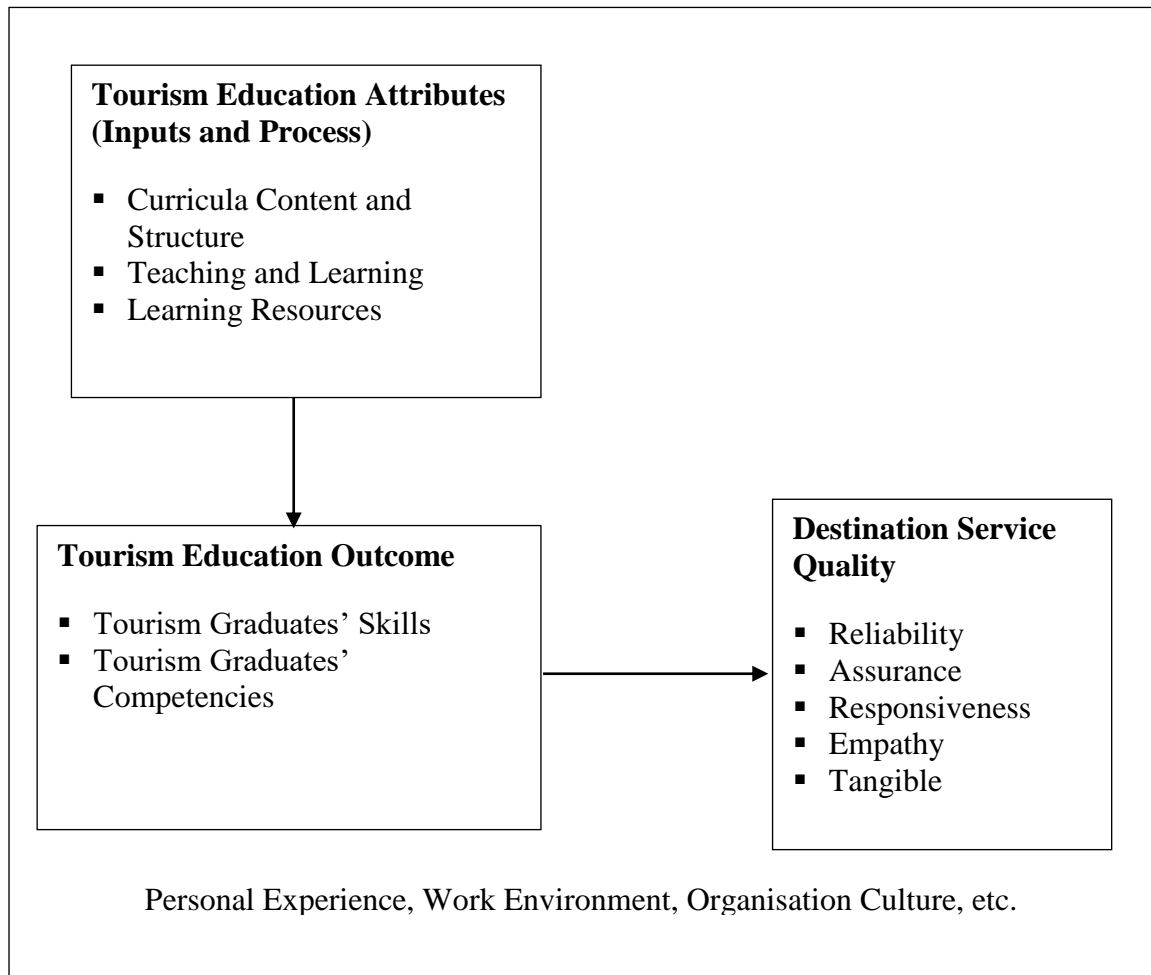 Tourism Education Attributes
(Inputs and Process)
▪ Curricula Content and
Structure
▪ Teaching and Learning
▪ Learning Resources
Tourism Education Outcome
▪ Tourism Graduates’ Skills
▪ Tourism Graduates’
Competencies
Destination Service
Quality
▪ Reliability
▪ Assurance
▪ Responsiveness
▪ Empathy
▪ Tangible
Personal Experience, Work Environment, Organisation Culture, etc.